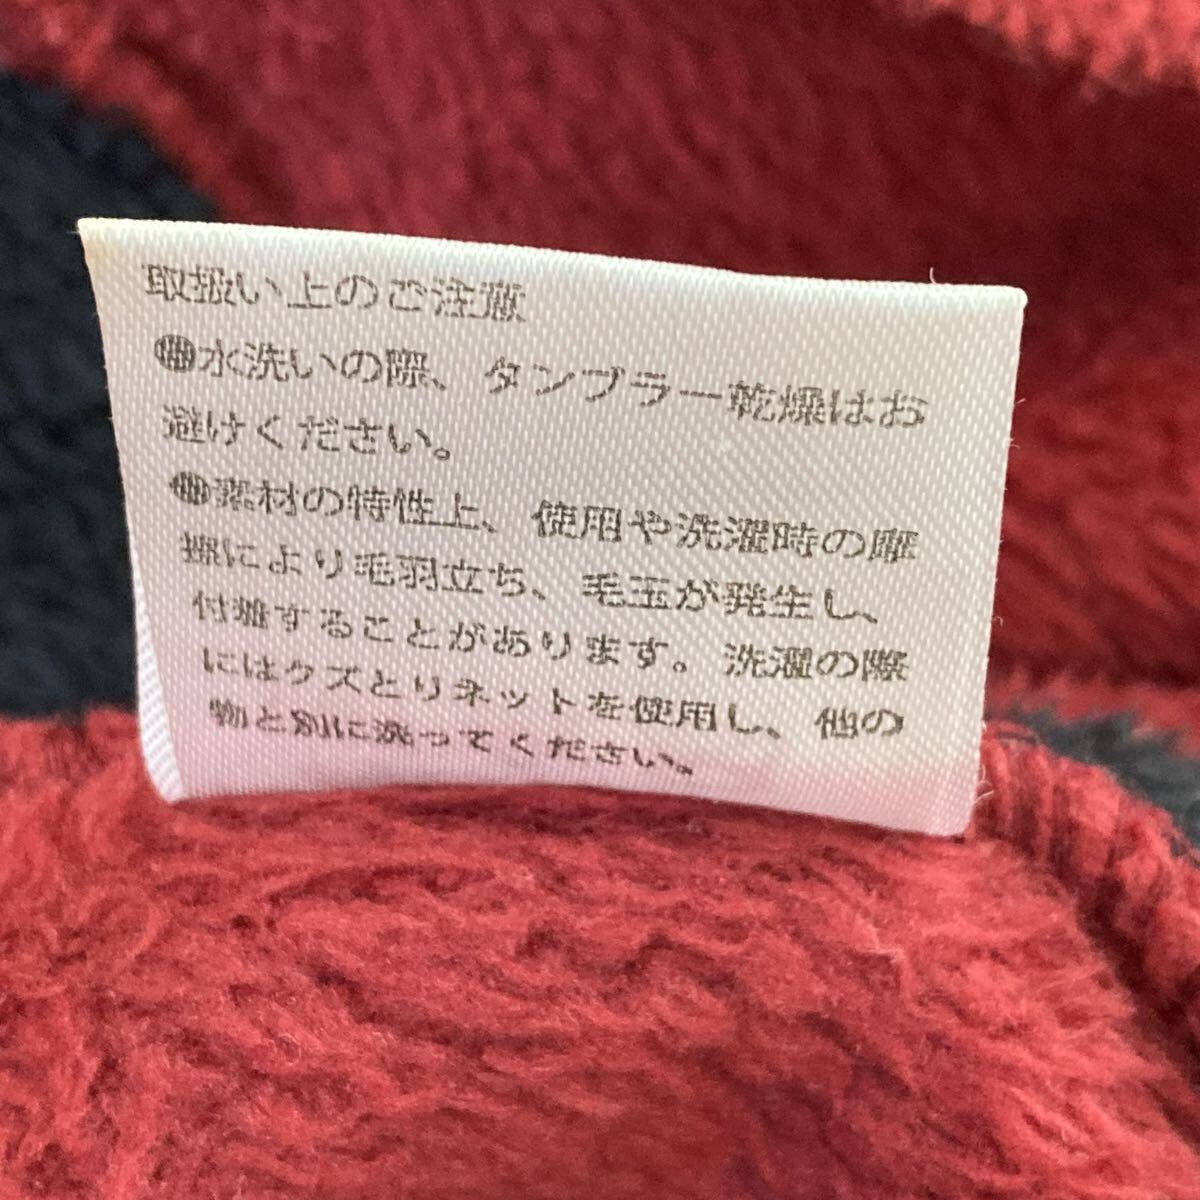 取扱い上のご注意
●水洗いの際、タンブラー乾燥はお
避けください。
●素材の特性上、使用や洗濯時の摩
擦により毛羽立ち、毛玉が発生し、
付着することがあります。洗濯の際
にはクズとりネットを使用し、他の
物と別に洗ってください。